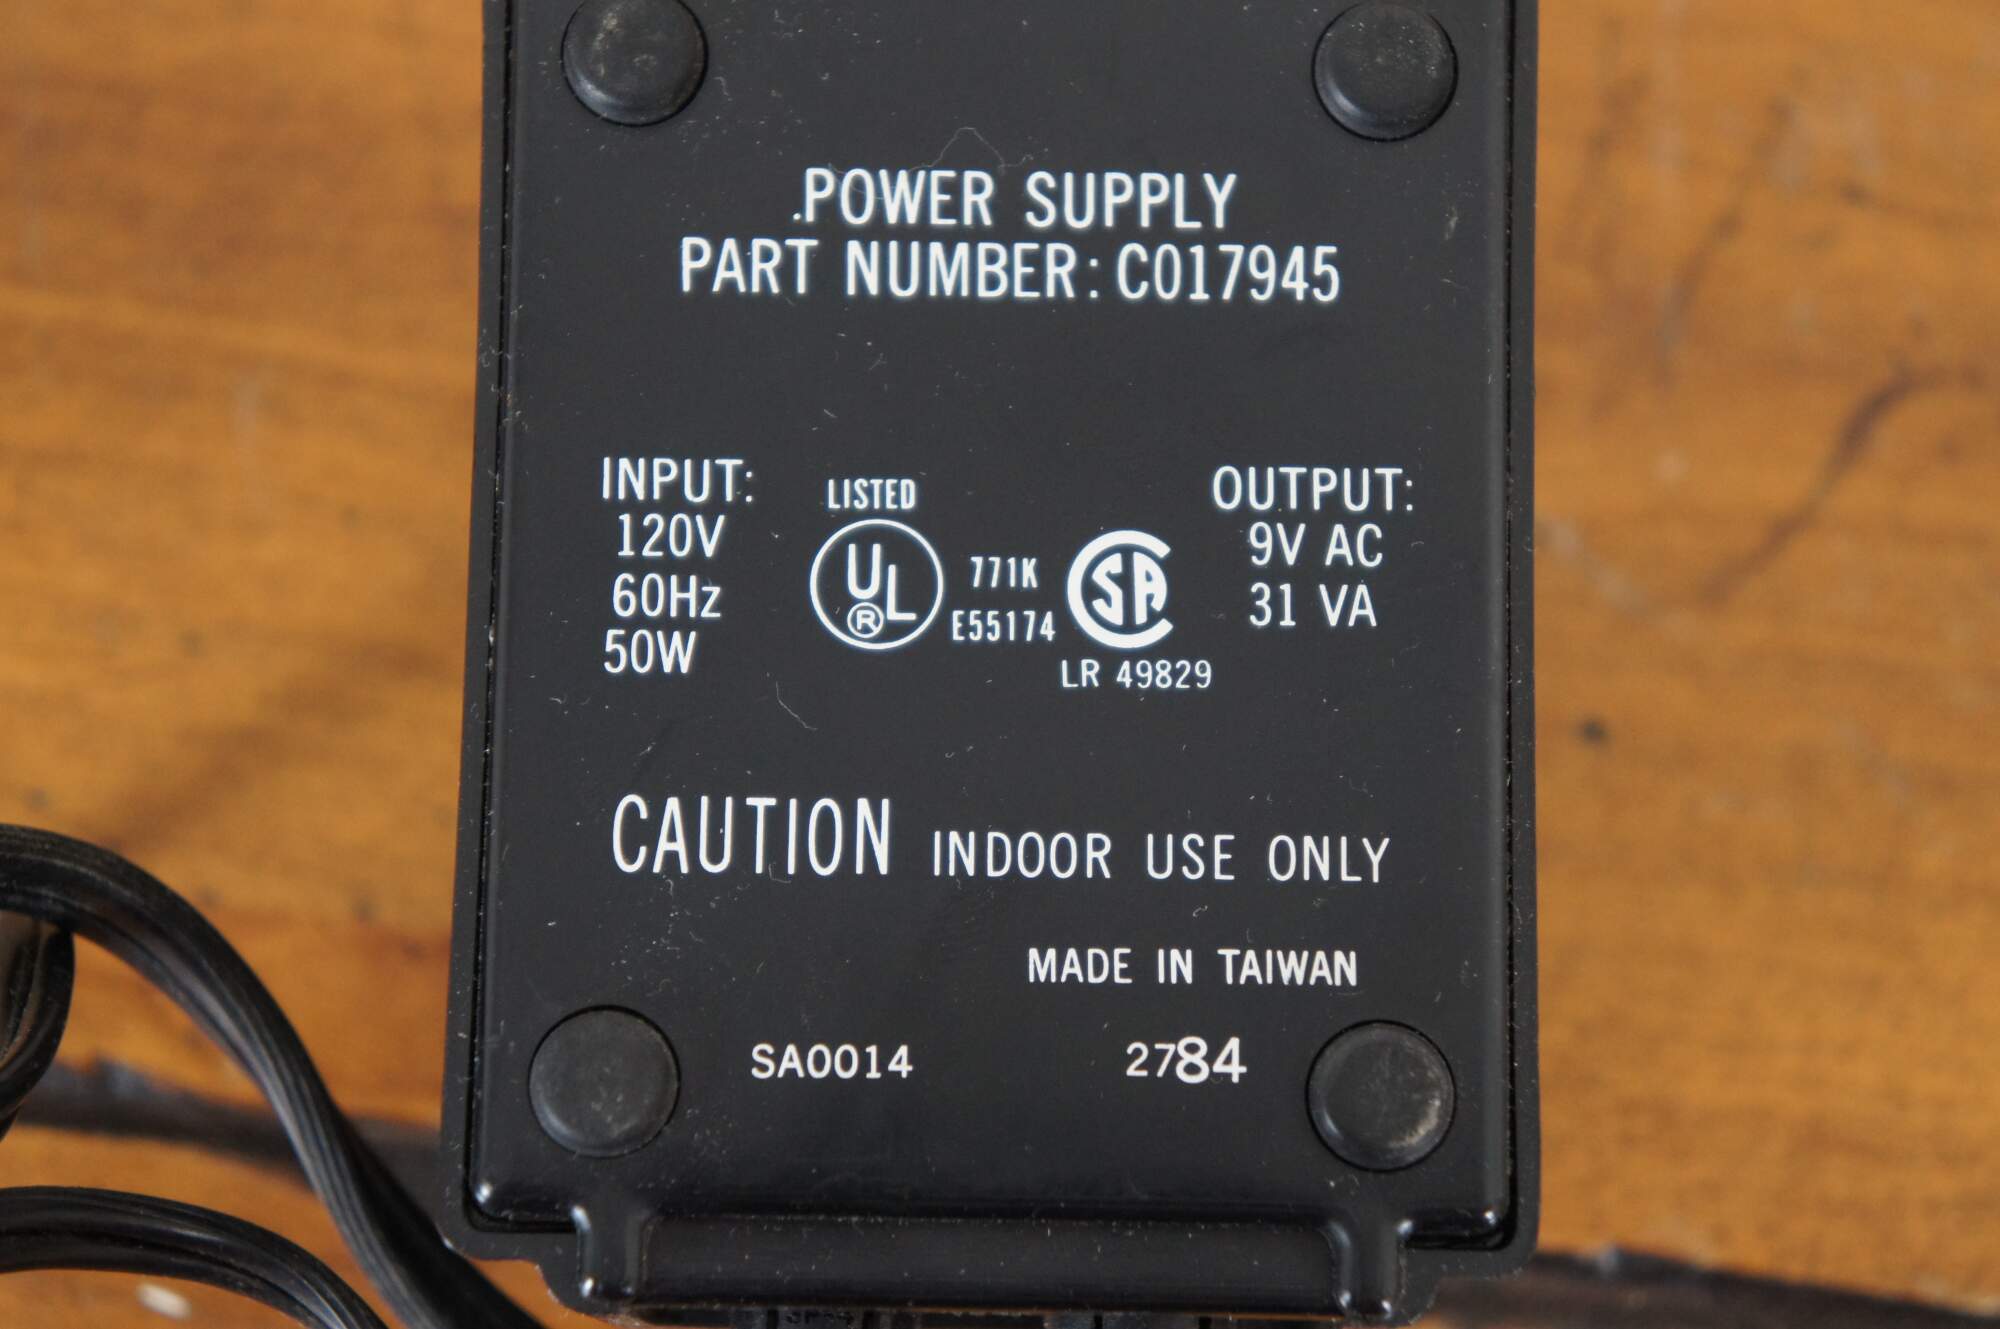 POWER SUPPLY
PART NUMBER: C017945
INPUT:
120V
60Hz
50W
LISTED
UL
®
771K
E55174
SA
LR 49829
OUTPUT:
9V AC
31 VA
CAUTION INDOOR USE ONLY
MADE IN TAIWAN
SA0014 2784